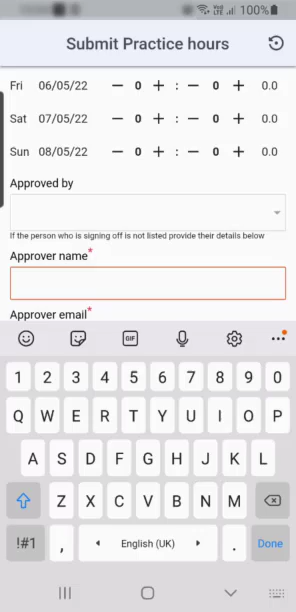 100%
Submit Practice hours
Fri 06/05/22 — 0 + : — 0 + 0.0
Sat 07/05/22 — 0 + : — 0 + 0.0
Sun 08/05/22 — 0 + : — 0 + 0.0
Approved by
If the person who is signing off is not listed provide their details below
Approver name*
Approver email*
GIF
1 2 3 4 5 6 7 8 9 0
Q W E R T Y U I O P
A S D F G H J K L
Z X C V B N M
!#1 , English (UK) . Done